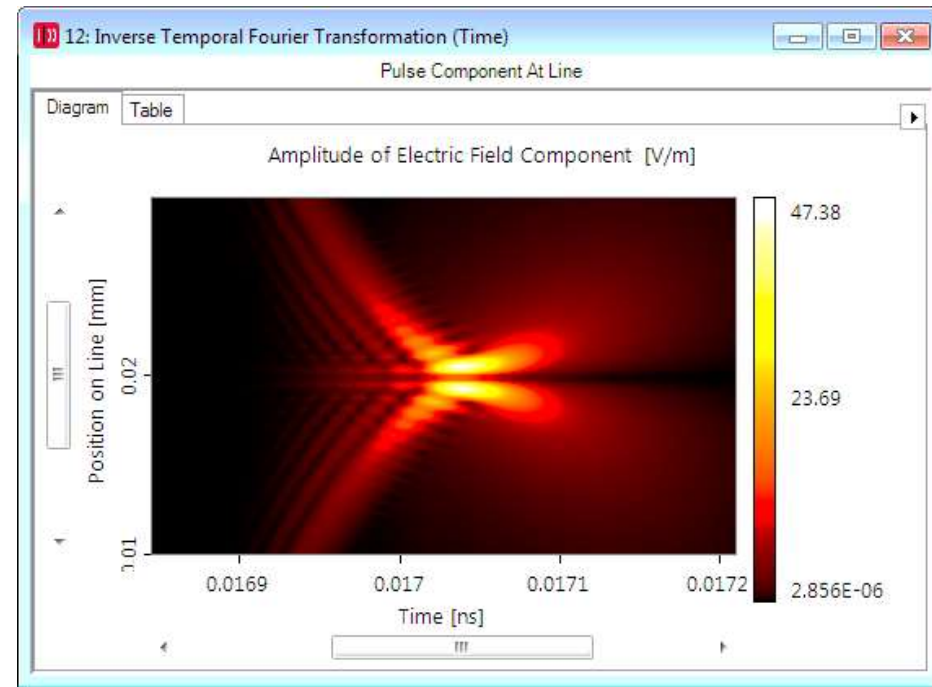 12: Inverse Temporal Fourier Transformation (Time)
Pulse Component At Line
Diagram Table
Amplitude of Electric Field Component [V/m]
47.38
23.69
2.856E-06
Position on Line [mm]
0.02
0.01
0.0169 0.017 0.0171 0.0172
Time [ns]